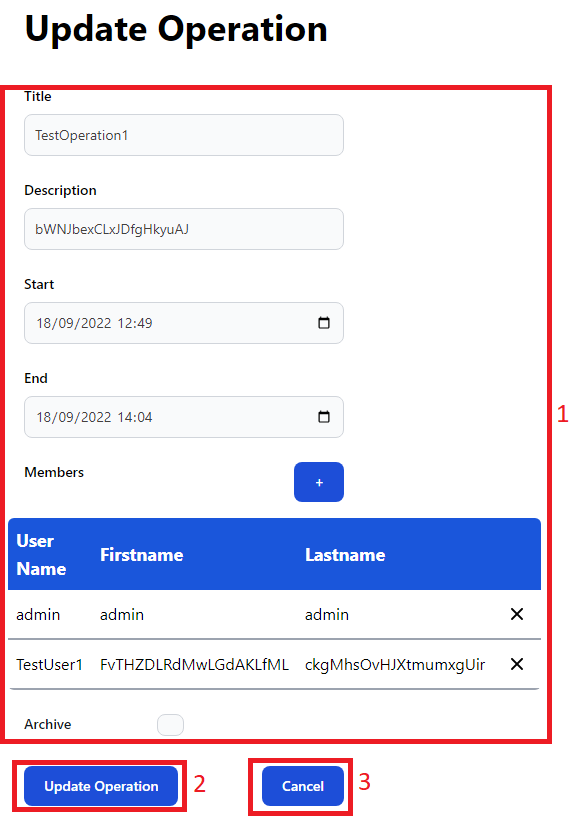 Update Operation
Title
TestOperation1
Description
bWNJbexCLxJDfgHkyuAJ
Start
18/09/2022 12:49
End
18/09/2022 14:04
1
Members +
User Name Firstname Lastname
admin admin admin ✕
TestUser1 FvTHZDLRdMwLGdAKLfML ckgMhsOvHJXtmumxgUir ✕
Archive
Update Operation 2 Cancel 3